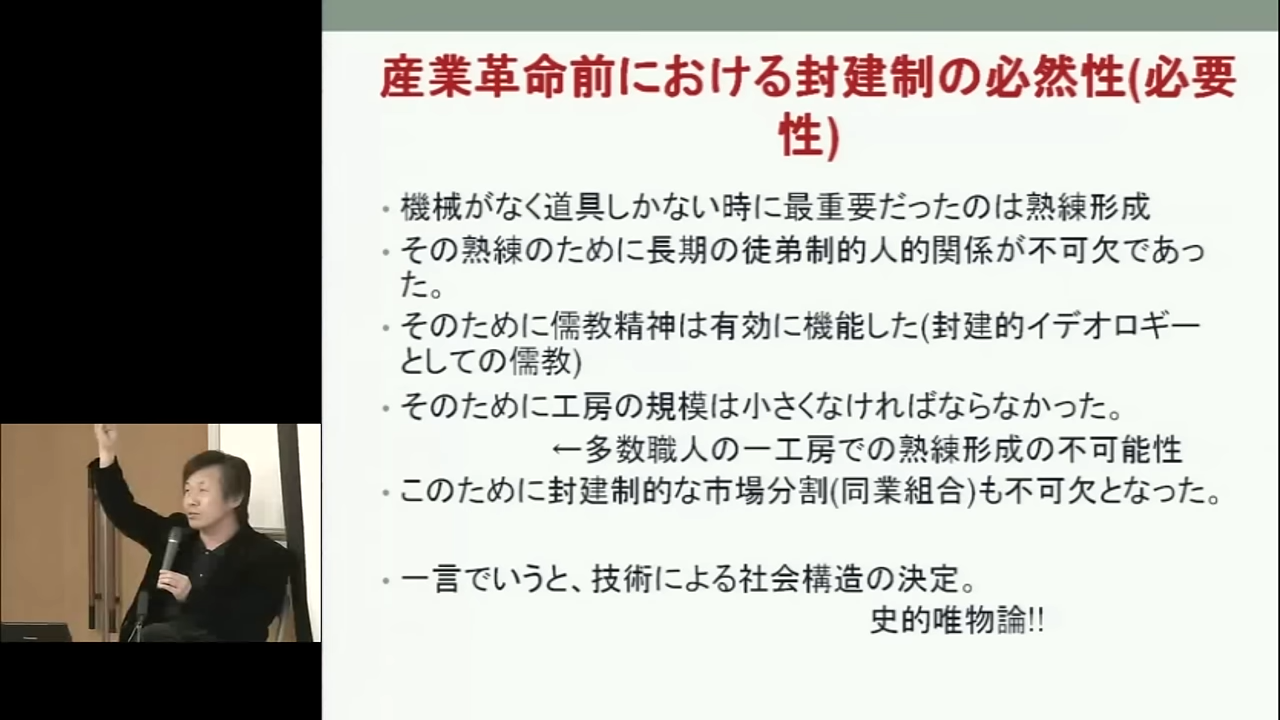 産業革命前における封建制の必然性(必要
性)
• 機械がなく道具しかない時に最重要だったのは熟練形成
• その熟練のために長期の徒弟制的人的関係が不可欠であっ
た。
• そのために儒教精神は有効に機能した(封建的イデオロギー
としての儒教)
• そのために工房の規模は小さくなければならなかった。
←多数職人の一工房での熟練形成の不可能性
• このために封建制的な市場分割(同業組合)も不可欠となった。
• 一言でいうと、技術による社会構造の決定。
史的唯物論!!